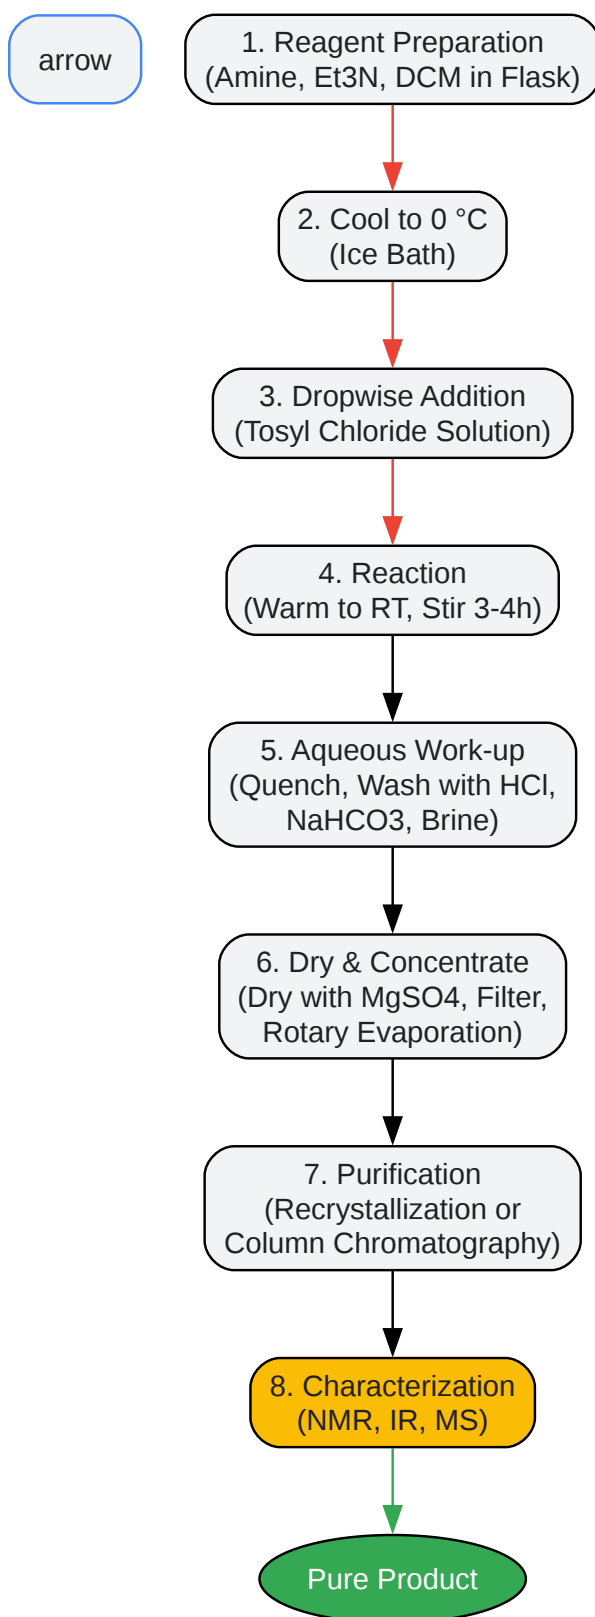 arrow
1. Reagent Preparation
(Amine, Et3N, DCM in Flask)
2. Cool to 0 °C
(Ice Bath)
3. Dropwise Addition
(Tosyl Chloride Solution)
4. Reaction
(Warm to RT, Stir 3-4h)
5. Aqueous Work-up
(Quench, Wash with HCl,
NaHCO3, Brine)
6. Dry & Concentrate
(Dry with MgSO4, Filter,
Rotary Evaporation)
7. Purification
(Recrystallization or
Column Chromatography)
8. Characterization
(NMR, IR, MS)
Pure Product